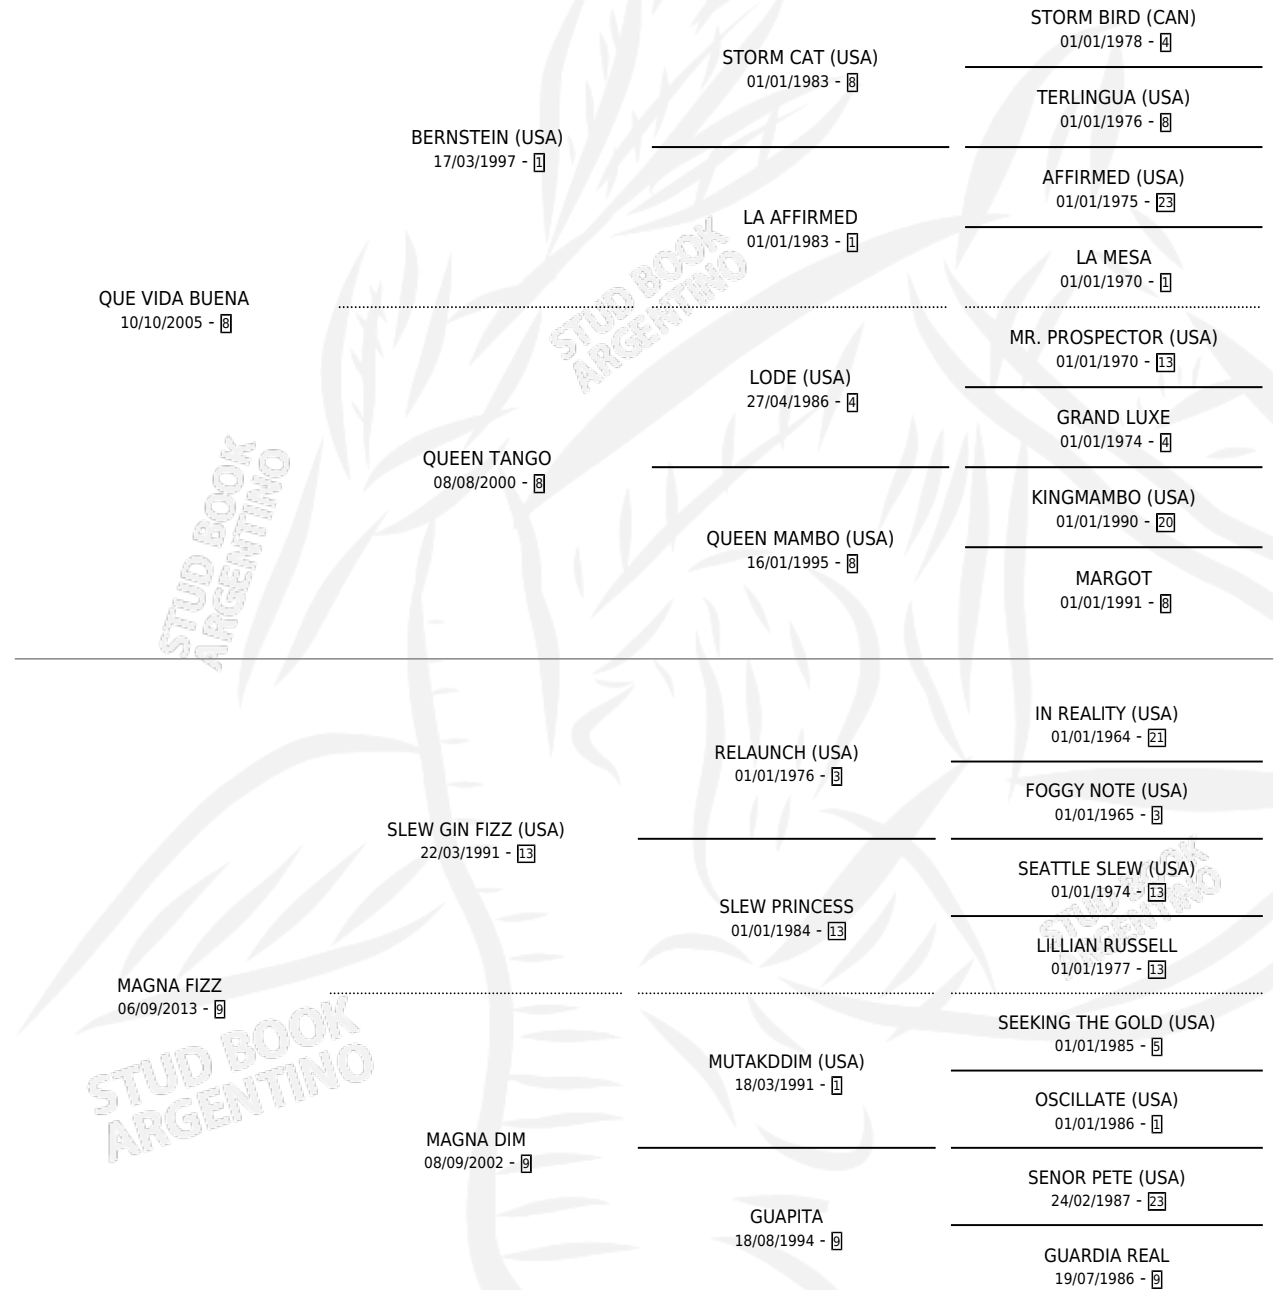 STORM BIRD (CAN)
01/01/1978 - 4
STORM CAT (USA)
01/01/1983 - 8
TERLINGUA (USA)
01/01/1976 - 8
BERNSTEIN (USA)
17/03/1997 - 1
AFFIRMED (USA)
01/01/1975 - 23
LA AFFIRMED
01/01/1983 - 1
LA MESA
01/01/1970 - 1
QUE VIDA BUENA
10/10/2005 - 8
MR. PROSPECTOR (USA)
01/01/1970 - 13
LODE (USA)
27/04/1986 - 4
GRAND LUXE
01/01/1974 - 4
QUEEN TANGO
08/08/2000 - 8
KINGMAMBO (USA)
01/01/1990 - 20
QUEEN MAMBO (USA)
16/01/1995 - 8
MARGOT
01/01/1991 - 8
STUD BOOK
ARGENTINO
STUD BOOK
ARGENTINO
IN REALITY (USA)
01/01/1964 - 21
RELAUNCH (USA)
01/01/1976 - 3
FOGGY NOTE (USA)
01/01/1965 - 3
SLEW GIN FIZZ (USA)
22/03/1991 - 13
SEATTLE SLEW (USA)
01/01/1974 - 13
SLEW PRINCESS
01/01/1984 - 13
LILLIAN RUSSELL
01/01/1977 - 13
STUD BOOK
ARGENTINO
MAGNA FIZZ
06/09/2013 - 9
SEEKING THE GOLD (USA)
01/01/1985 - 5
MUTAKDDIM (USA)
18/03/1991 - 1
OSCILLATE (USA)
01/01/1986 - 1
MAGNA DIM
08/09/2002 - 9
SENOR PETE (USA)
24/02/1987 - 23
GUAPITA
18/08/1994 - 9
GUARDIA REAL
19/07/1986 - 9
STUD BOOK
ARGENTINO